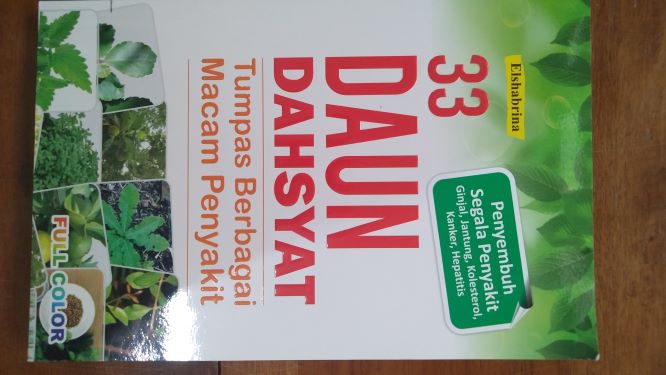 Elshabrina
33
DAUN
DAHSYAT
Tumpas Berbagai
Macam Penyakit
Penyembuh
Segala Penyakit
Ginjal, Jantung, Kolesterol,
Kanker, Hepatitis
FULL COLOR